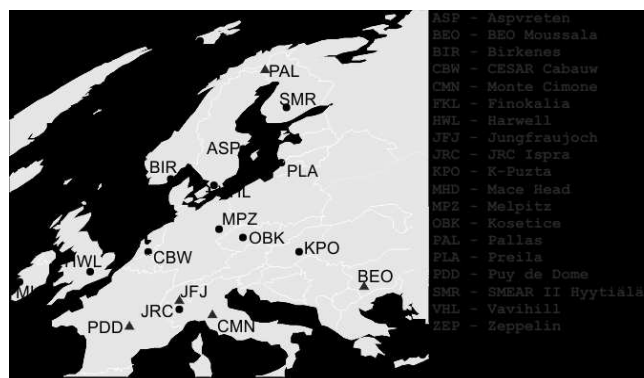 PAL
SMR
ASP
BIR
PLA
HL
MPZ
OBK
KPO
CBW
IWL
BEO
JFJ
JRC
CMN
PDD
ASP - Aspvreten
BEO - BEO Moussala
BIR - Birkenes
CBW - CESAR Cabauw
CMN - Monte Cimone
FKL - Finokalia
HWL - Harwell
JFJ - Jungfraujoch
JRC - JRC Ispra
KPO - K-Puzta
MHD - Mace Head
MPZ - Melpitz
OBK - Kosetice
PAL - Pallas
PLA - Preila
PDD - Puy de Dome
SMR - SMEAR II Hyytiälä
VHL - Vavihill
ZEP - Zeppelin